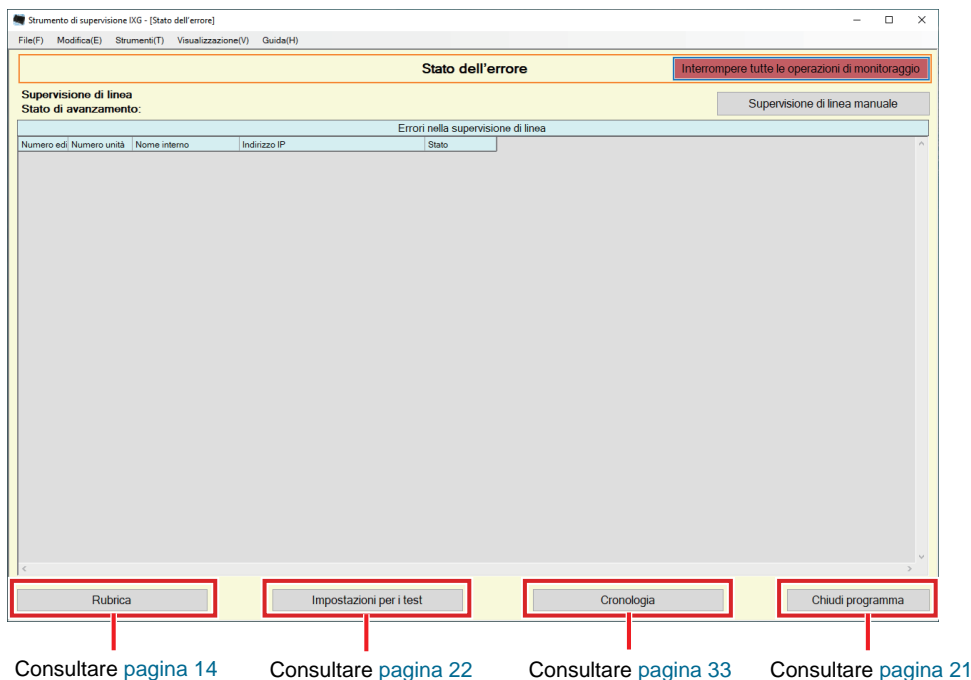 Strumento di supervisione IXG - [Stato dell'errore]
File(F) Modifica(E) Strumenti(T) Visualizzazione(V) Guida(H)
Stato dell'errore
Interrompere tutte le operazioni di monitoraggio
Supervisione di linea
Stato di avanzamento:
Supervisione di linea manuale
Errori nella supervisione di linea
Numero edi Numero unità Nome interno Indirizzo IP Stato
Rubrica Impostazioni per i test Cronologia Chiudi programma
Consultare pagina 14 Consultare pagina 22 Consultare pagina 33 Consultare pagina 21